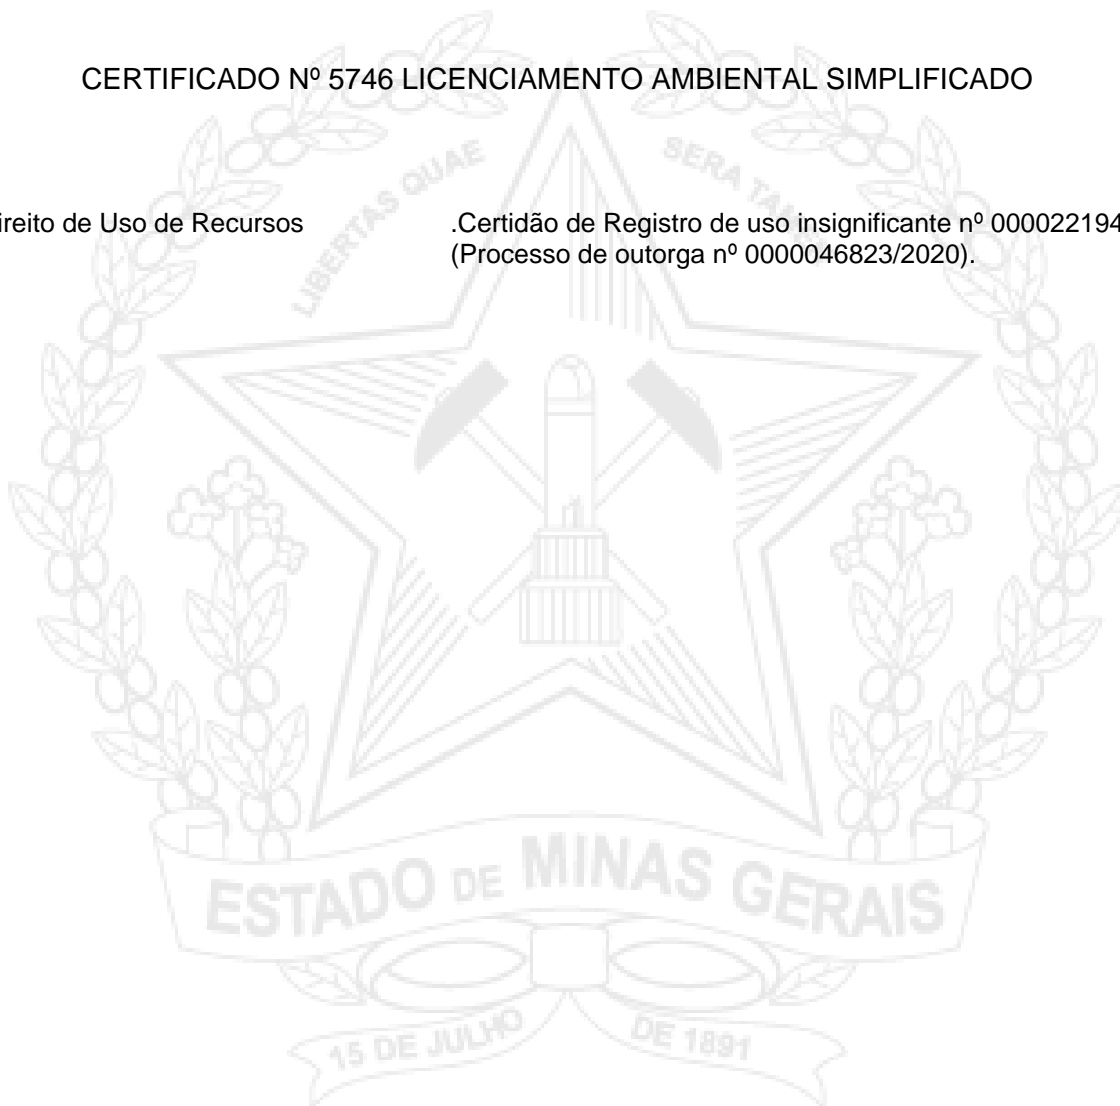 CERTIFICADO Nº 5746 LICENCIAMENTO AMBIENTAL SIMPLIFICADO
LIBERTAS QUAE SERA TAMEN
ireito de Uso de Recursos
.Certidão de Registro de uso insignificante nº 000022194
(Processo de outorga nº 0000046823/2020).
ESTADO DE MINAS GERAIS
15 DE JULHO DE 1891